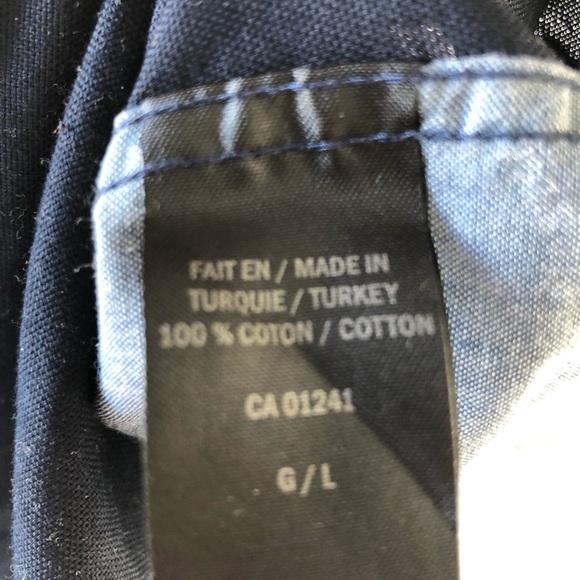 FAIT EN / MADE IN
TURQUIE / TURKEY
100 % COTON / COTTON
CA 01241
G / L